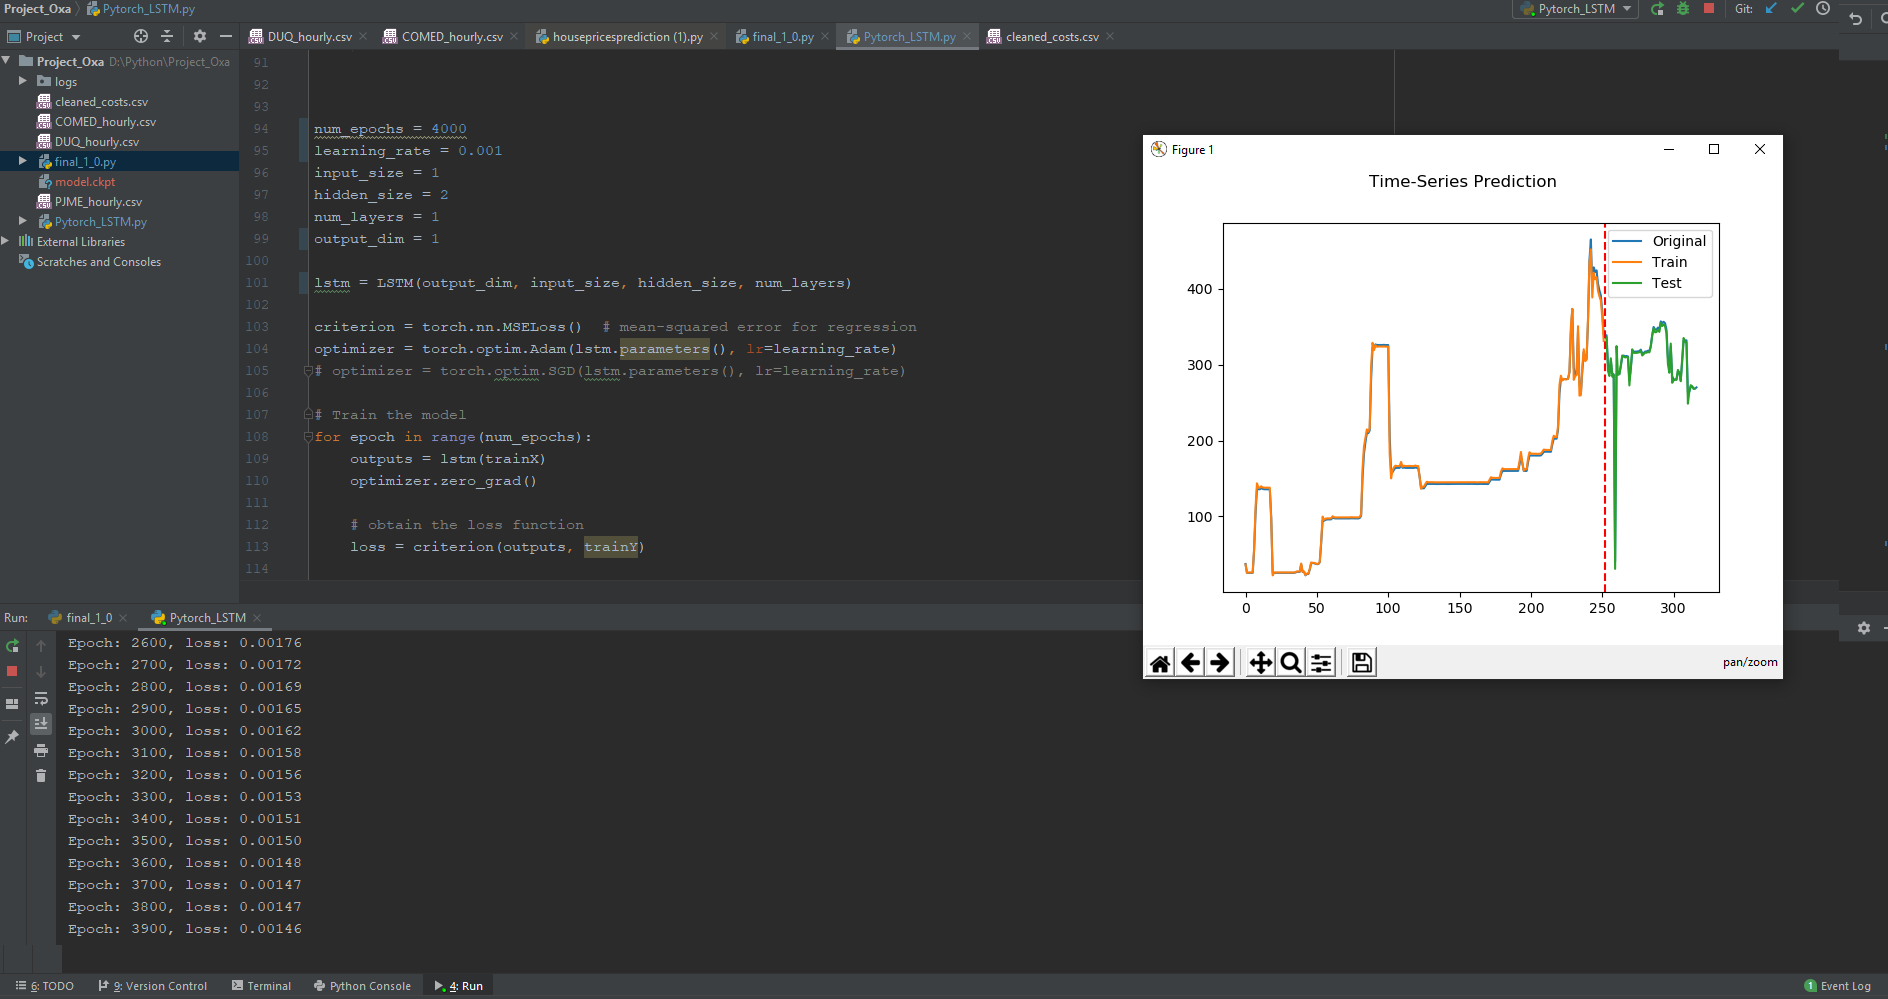 Project_Oxa
Pytorch_LSTM.py
Pytorch_LSTM
Git:
Project
DUQ_hourly.csv
COMED_hourly.csv
housepricesprediction (1).py
final_1_0.py
Pytorch_LSTM.py
cleaned_costs.csv
Project_Oxa D:\Python\Project_Oxa
logs
cleaned_costs.csv
COMED_hourly.csv
DUQ_hourly.csv
final_1_0.py
model.ckpt
PJME_hourly.csv
Pytorch_LSTM.py
External Libraries
Scratches and Consoles
91
92
93
94 num_epochs = 4000
95 learning_rate = 0.001
96 input_size = 1
97 hidden_size = 2
98 num_layers = 1
99 output_dim = 1
100
101 lstm = LSTM(output_dim, input_size, hidden_size, num_layers)
102
103 criterion = torch.nn.MSELoss()  # mean-squared error for regression
104 optimizer = torch.optim.Adam(lstm.parameters(), lr=learning_rate)
105 # optimizer = torch.optim.SGD(lstm.parameters(), lr=learning_rate)
106
107 # Train the model
108 for epoch in range(num_epochs):
109     outputs = lstm(trainX)
110     optimizer.zero_grad()
111
112     # obtain the loss function
113     loss = criterion(outputs, trainY)
114
Figure 1
Time-Series Prediction
Original
Train
Test
400
300
200
100
0 50 100 150 200 250 300
pan/zoom
Run: final_1_0 Pytorch_LSTM
Epoch: 2600, loss: 0.00176
Epoch: 2700, loss: 0.00172
Epoch: 2800, loss: 0.00169
Epoch: 2900, loss: 0.00165
Epoch: 3000, loss: 0.00162
Epoch: 3100, loss: 0.00158
Epoch: 3200, loss: 0.00156
Epoch: 3300, loss: 0.00153
Epoch: 3400, loss: 0.00151
Epoch: 3500, loss: 0.00150
Epoch: 3600, loss: 0.00148
Epoch: 3700, loss: 0.00147
Epoch: 3800, loss: 0.00147
Epoch: 3900, loss: 0.00146
6: TODO
9: Version Control
Terminal
Python Console
4: Run
1 Event Log